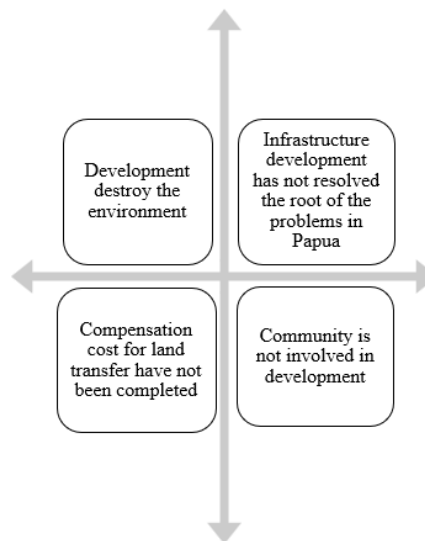 Development
destroy the
environment
Infrastructure
development
has not resolved
the root of the
problems in
Papua
Compensation
cost for land
transfer have not
been completed
Community is
not involved in
development